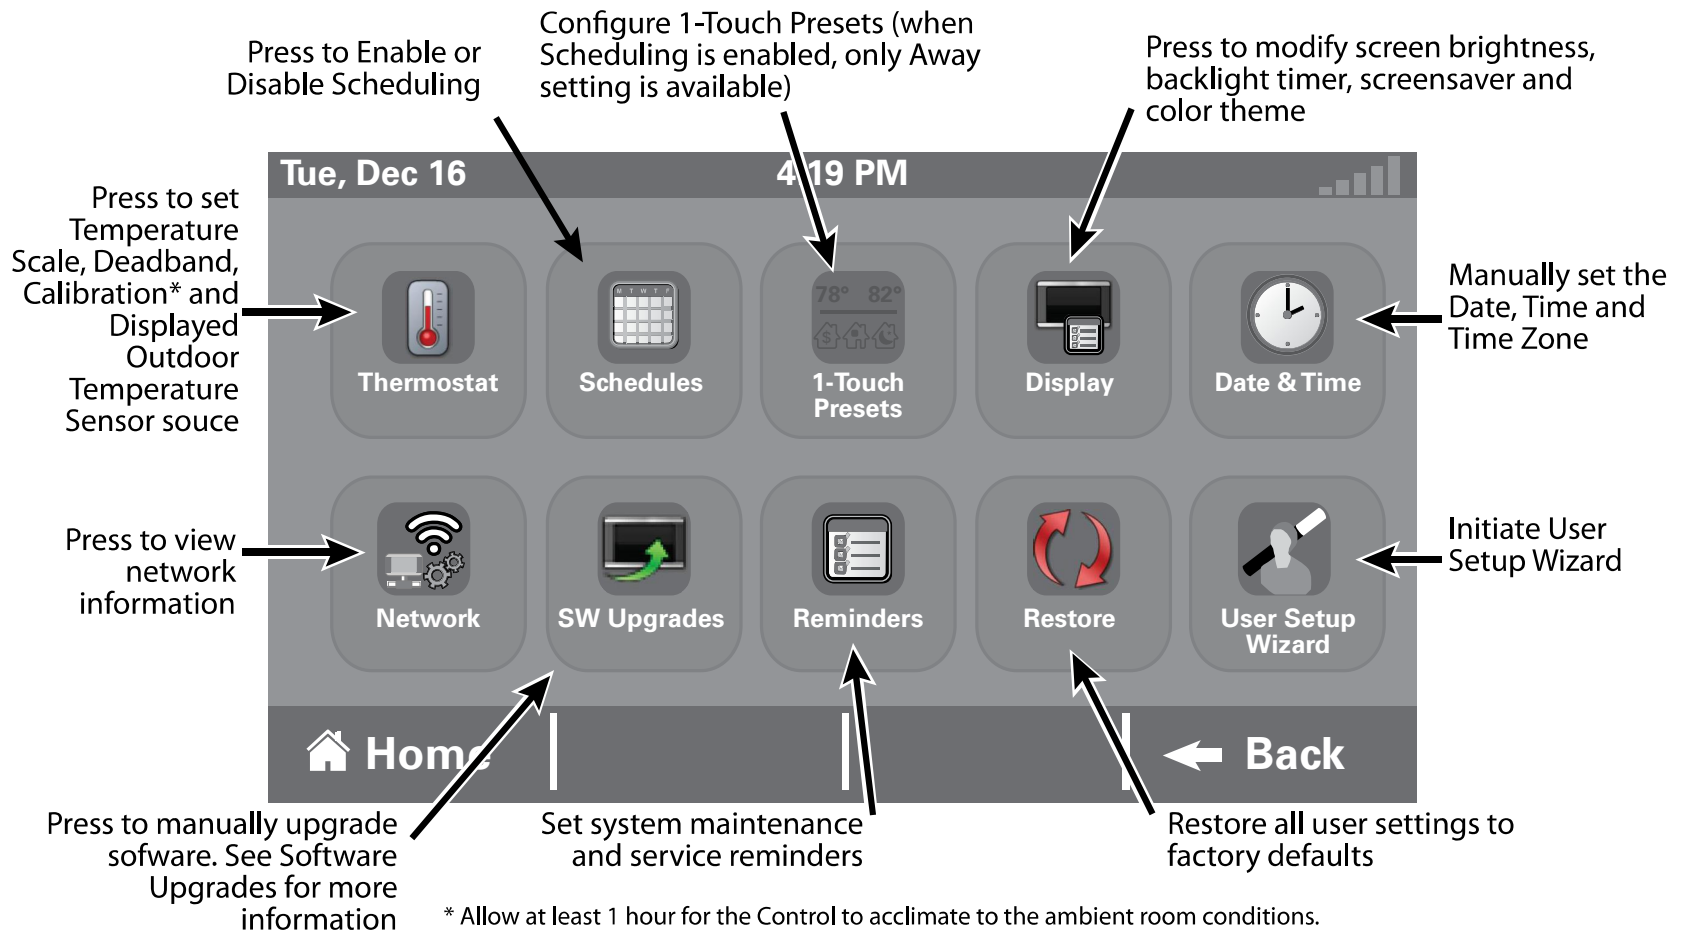 Press to Enable or
Disable Scheduling
Configure 1-Touch Presets (when
Scheduling is enabled, only Away
setting is available)
Press to modify screen brightness,
backlight timer, screensaver and
color theme
Tue, Dec 16
4:19 PM
Press to set
Temperature
Scale, Deadband,
Calibration* and
Displayed
Outdoor
Temperature
Sensor souce
M T W T F
78° 82°
$
Thermostat
Schedules
1-Touch
Presets
Display
Date & Time
Manually set the
Date, Time and
Time Zone
Press to view
network
information
Network
SW Upgrades
Reminders
Restore
User Setup
Wizard
Initiate User
Setup Wizard
Home
Back
Press to manually upgrade
sofware. See Software
Upgrades for more
information
Set system maintenance
and service reminders
Restore all user settings to
factory defaults
* Allow at least 1 hour for the Control to acclimate to the ambient room conditions.